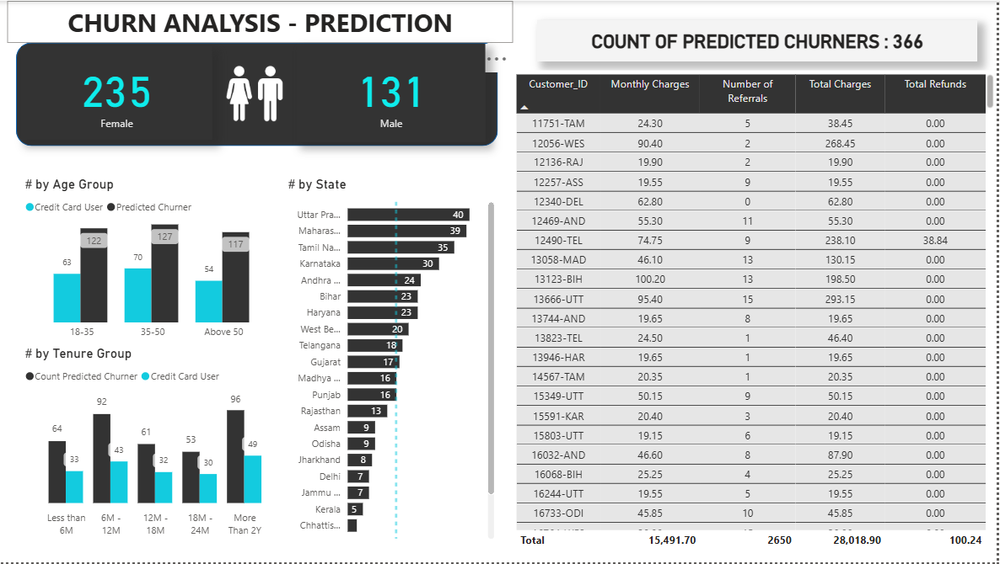 CHURN ANALYSIS - PREDICTION
235
Female
131
Male
# by Age Group
Credit Card User Predicted Churner
63 122 70 127 54 117
18-35 35-50 Above 50
# by Tenure Group
Count Predicted Churner Credit Card User
64 33 92 43 61 32 53 30 96 49
Less than 6M- 12M- 18M- More
6M 12M 18M 24M Than 2Y
# by State
Uttar Pra... 40
Maharas... 39
Tamil Na... 35
Karnataka 30
Andhra ... 24
Bihar 23
Haryana 23
West Be... 20
Telangana 18
Gujarat 17
Madhya ... 16
Punjab 16
Rajasthan 13
Assam 9
Odisha 9
Jharkhand 8
Delhi 7
Jammu ... 7
Kerala 5
Chhattis...
COUNT OF PREDICTED CHURNERS : 366
Customer_ID Monthly Charges Number of Total Charges Total Refunds
Referrals
11751-TAM 24.30 5 38.45 0.00
12056-WES 90.40 2 268.45 0.00
12136-RAJ 19.90 2 19.90 0.00
12257-ASS 19.55 9 19.55 0.00
12340-DEL 62.80 0 62.80 0.00
12469-AND 55.30 11 55.30 0.00
12490-TEL 74.75 9 238.10 38.84
13058-MAD 46.10 13 130.15 0.00
13123-BIH 100.20 13 198.50 0.00
13666-UTT 95.40 15 293.15 0.00
13744-AND 19.65 8 19.65 0.00
13823-TEL 24.50 1 46.40 0.00
13946-HAR 19.65 1 19.65 0.00
14567-TAM 20.35 1 20.35 0.00
15349-UTT 50.15 9 50.15 0.00
15591-KAR 20.40 3 20.40 0.00
15803-UTT 19.15 6 19.15 0.00
16032-AND 46.60 8 87.90 0.00
16068-BIH 25.25 4 25.25 0.00
16244-UTT 19.55 5 19.55 0.00
16733-ODI 45.85 10 45.85 0.00
Total 15,491.70 2650 28,018.90 100.24